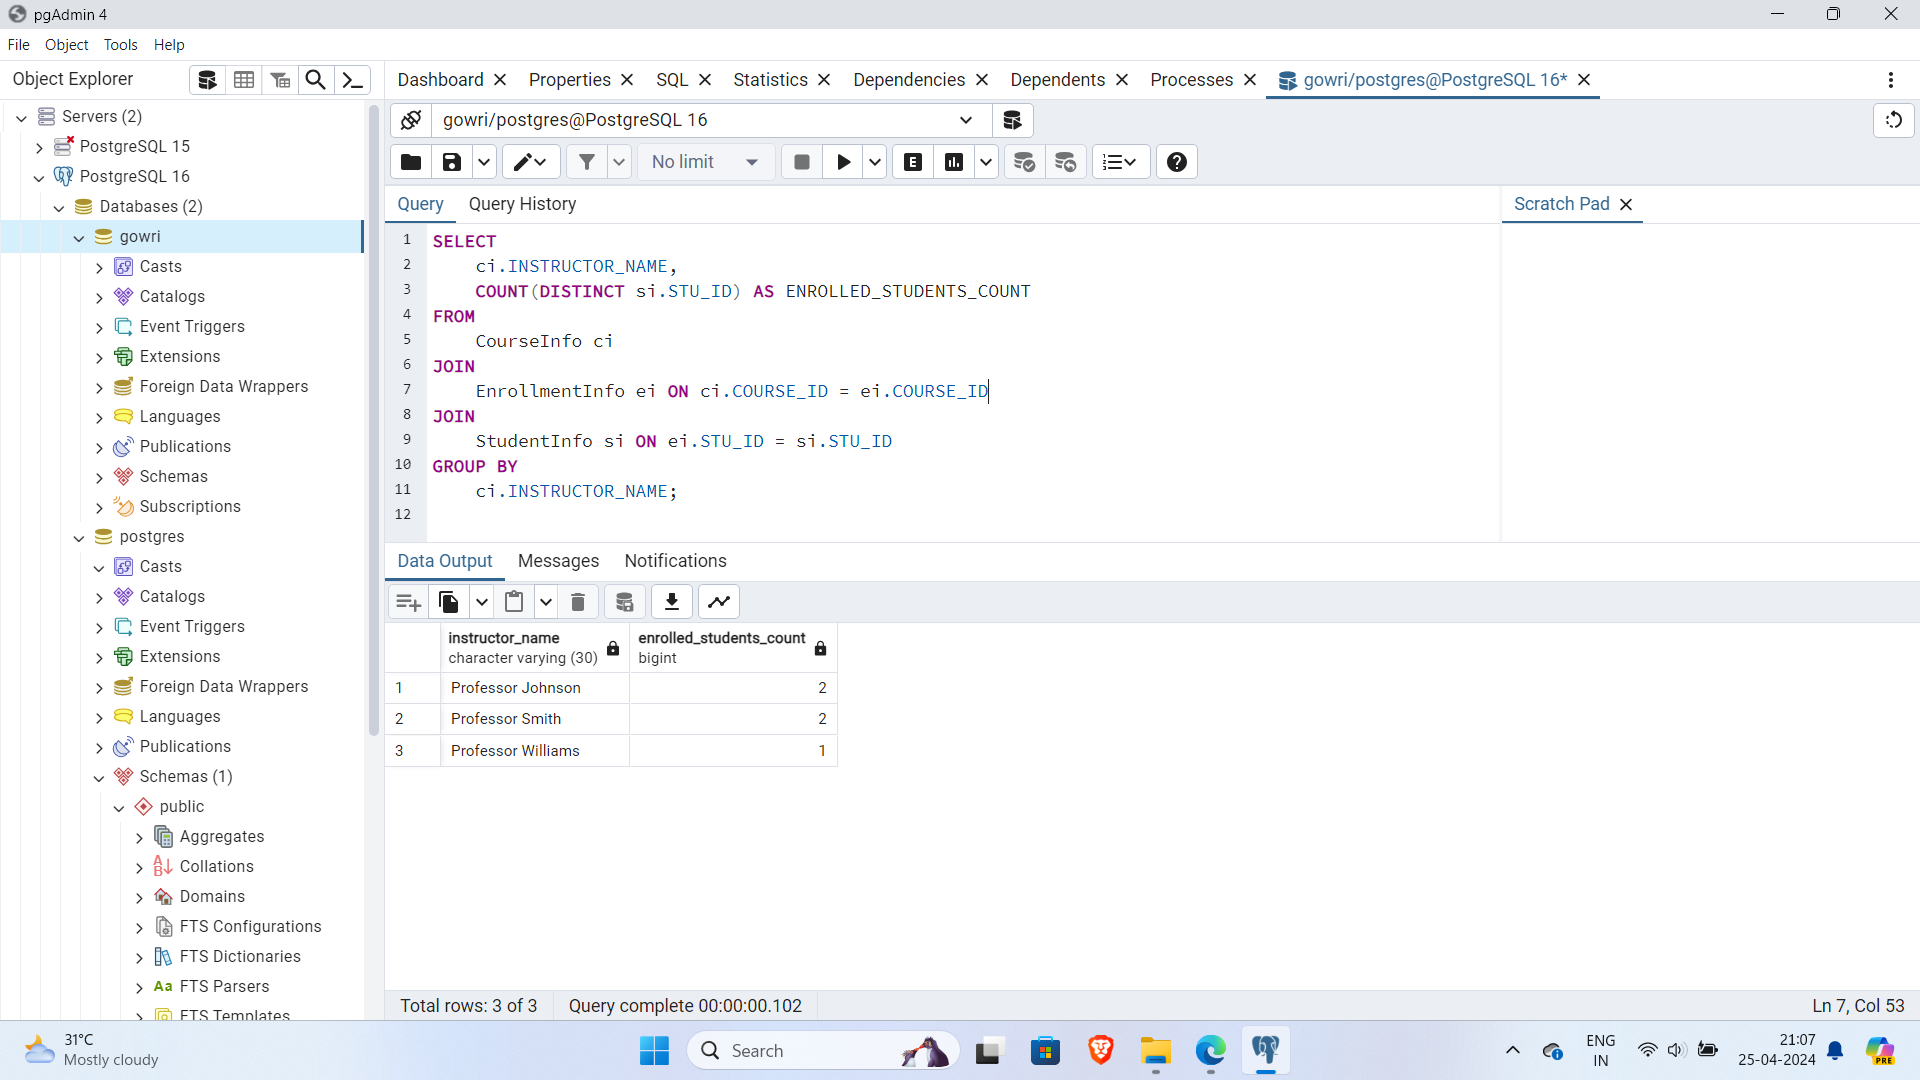 pgAdmin 4
File Object Tools Help
Object Explorer
Dashboard Properties SQL Statistics Dependencies Dependents Processes gowri/postgres@PostgreSQL 16*
Servers (2)
PostgreSQL 15
PostgreSQL 16
Databases (2)
gowri
Casts
Catalogs
Event Triggers
Extensions
Foreign Data Wrappers
Languages
Publications
Schemas
Subscriptions
postgres
Casts
Catalogs
Event Triggers
Extensions
Foreign Data Wrappers
Languages
Publications
Schemas (1)
public
Aggregates
Collations
Domains
FTS Configurations
FTS Dictionaries
Aa FTS Parsers
FTS Templates
gowri/postgres@PostgreSQL 16
No limit
E
Query Query History
Scratch Pad
1 SELECT
2 ci.INSTRUCTOR_NAME,
3 COUNT(DISTINCT si.STU_ID) AS ENROLLED_STUDENTS_COUNT
4 FROM
5 CourseInfo ci
6 JOIN
7 EnrollmentInfo ei ON ci.COURSE_ID = ei.COURSE_ID
8 JOIN
9 StudentInfo si ON ei.STU_ID = si.STU_ID
10 GROUP BY
11 ci.INSTRUCTOR_NAME;
12
Data Output Messages Notifications
instructor_name enrolled_students_count
character varying (30) bigint
1 Professor Johnson 2
2 Professor Smith 2
3 Professor Williams 1
Total rows: 3 of 3 Query complete 00:00:00.102 Ln 7, Col 53
31°C
Mostly cloudy
Search
ENG
IN
21:07
25-04-2024
PRE